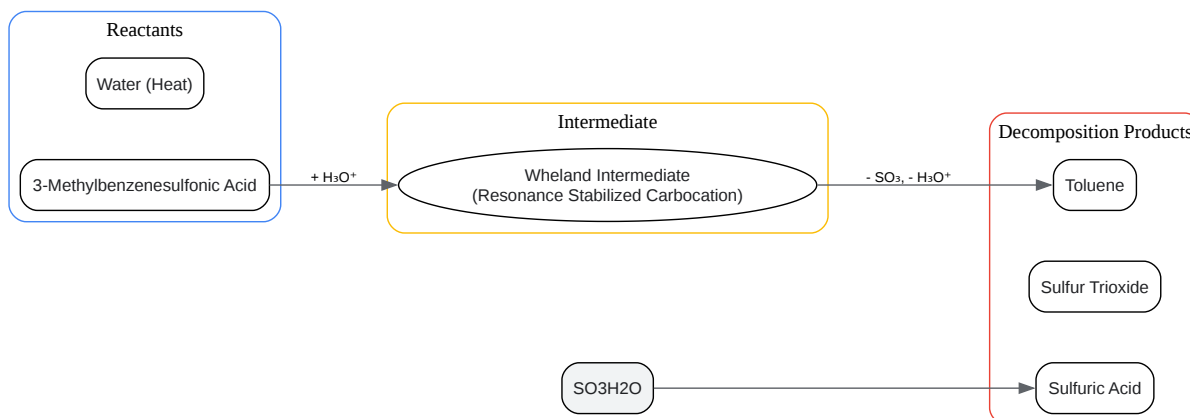 Reactants
Water (Heat)
3-Methylbenzenesulfonic Acid
+ H₃O⁺
Intermediate
Wheland Intermediate
(Resonance Stabilized Carbocation)
- SO₃, - H₃O⁺
Decomposition Products
Toluene
Sulfur Trioxide
SO3H2O
Sulfuric Acid